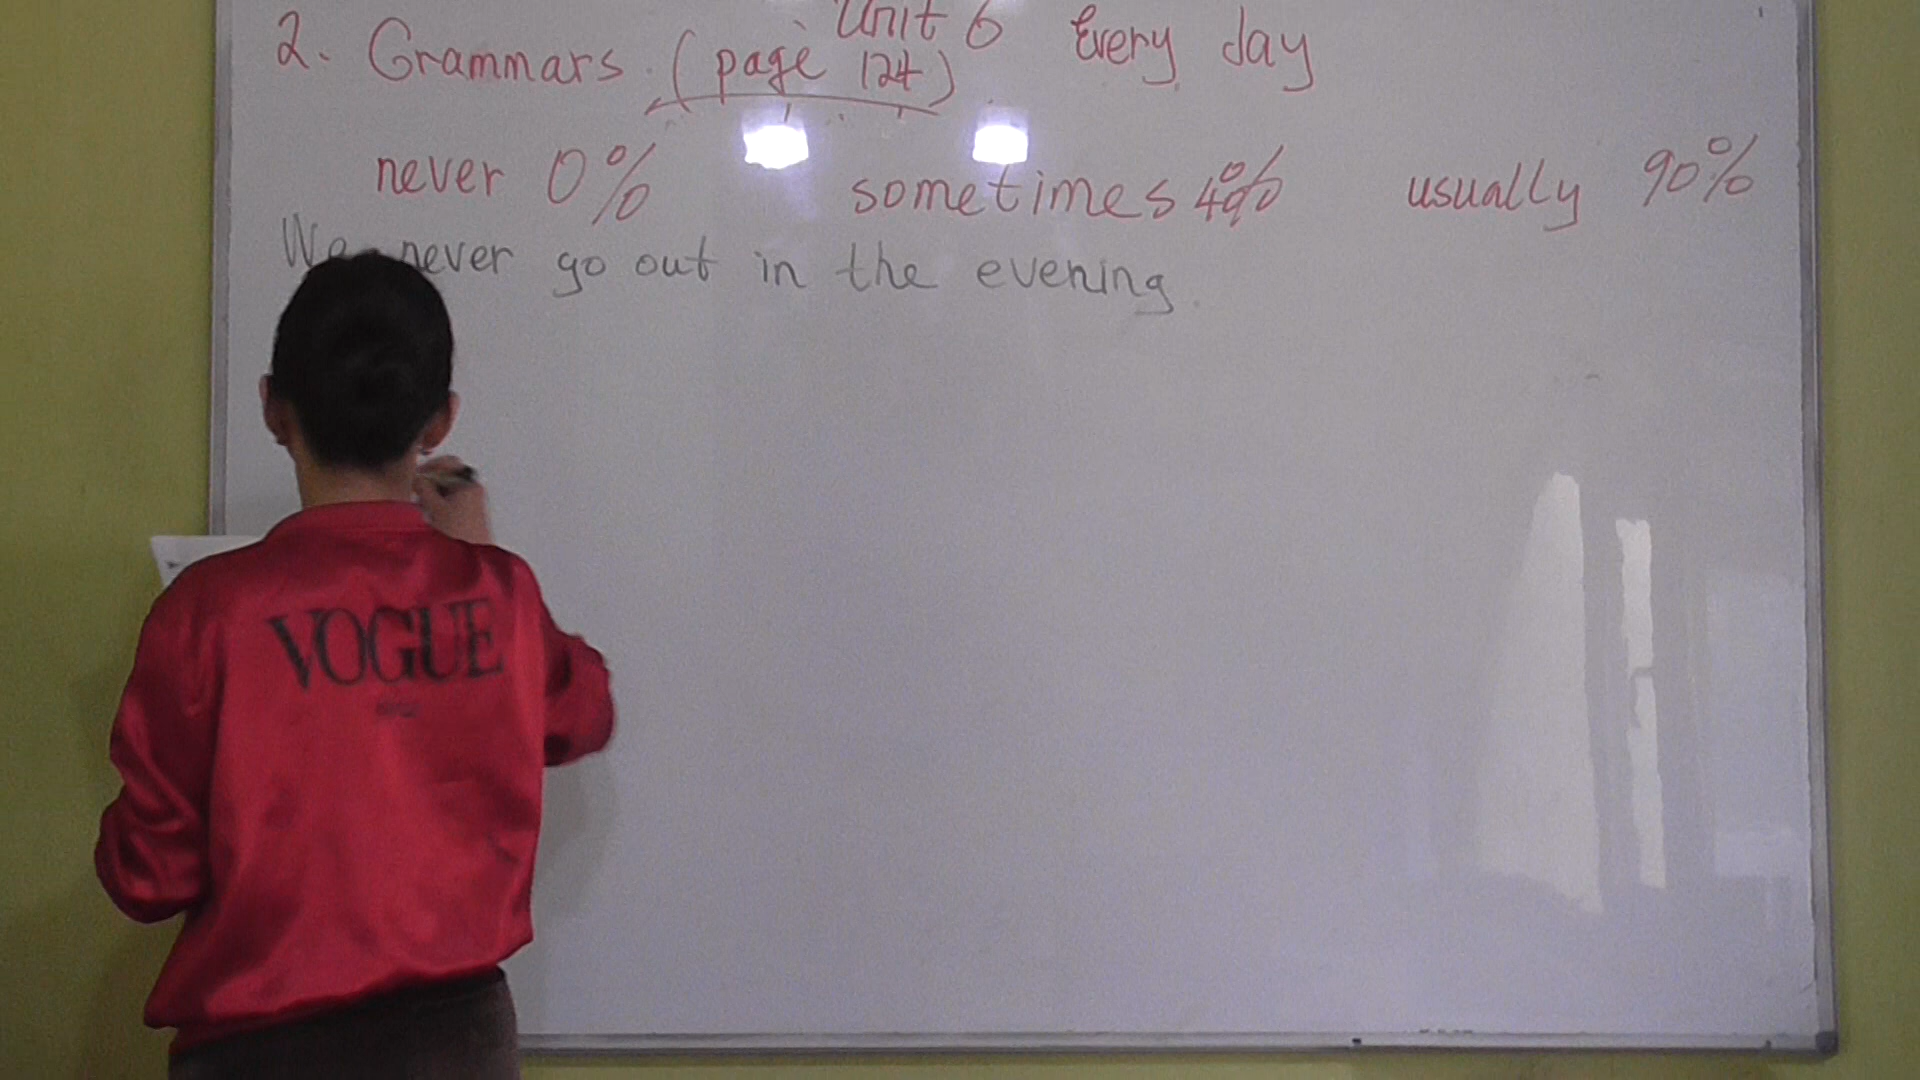 Unit 6 Every day
2. Grammars. (page 124)
never 0% sometimes 40% usually 90%
We never go out in the evening.
VOGUE